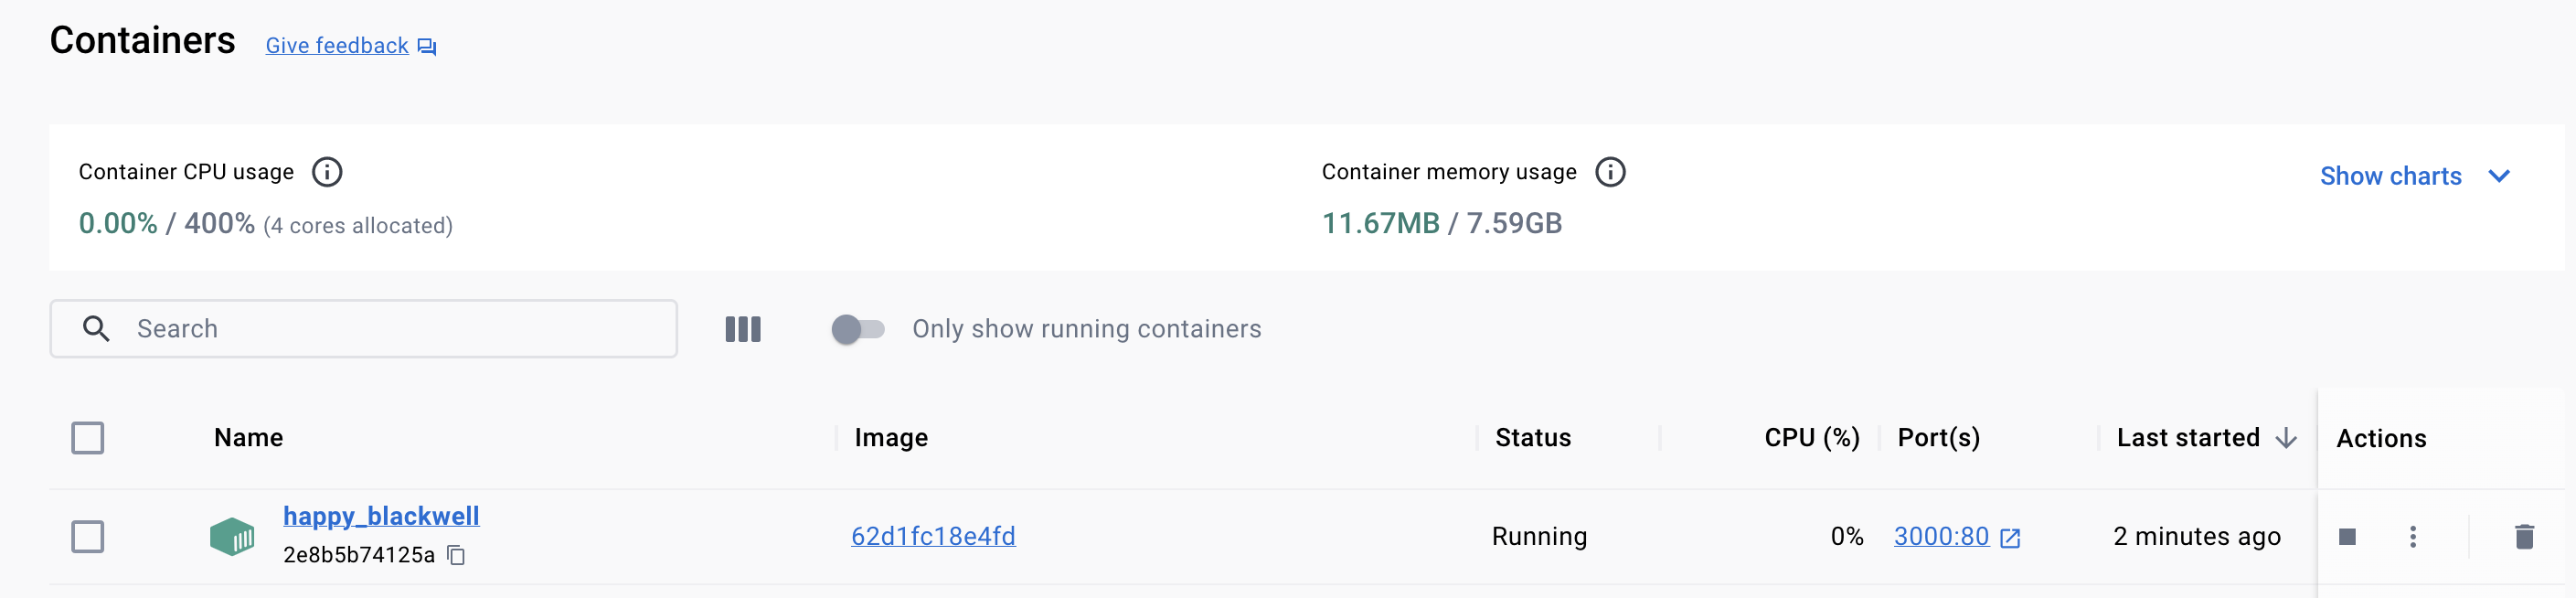 Containers Give feedback
Container CPU usage
0.00% / 400% (4 cores allocated)
Container memory usage
11.67MB / 7.59GB
Show charts
Search
Only show running containers
Name Image Status CPU (%) Port(s) Last started Actions
happy_blackwell
2e8b5b74125a
62d1fc18e4fd Running 0% 3000:80 2 minutes ago